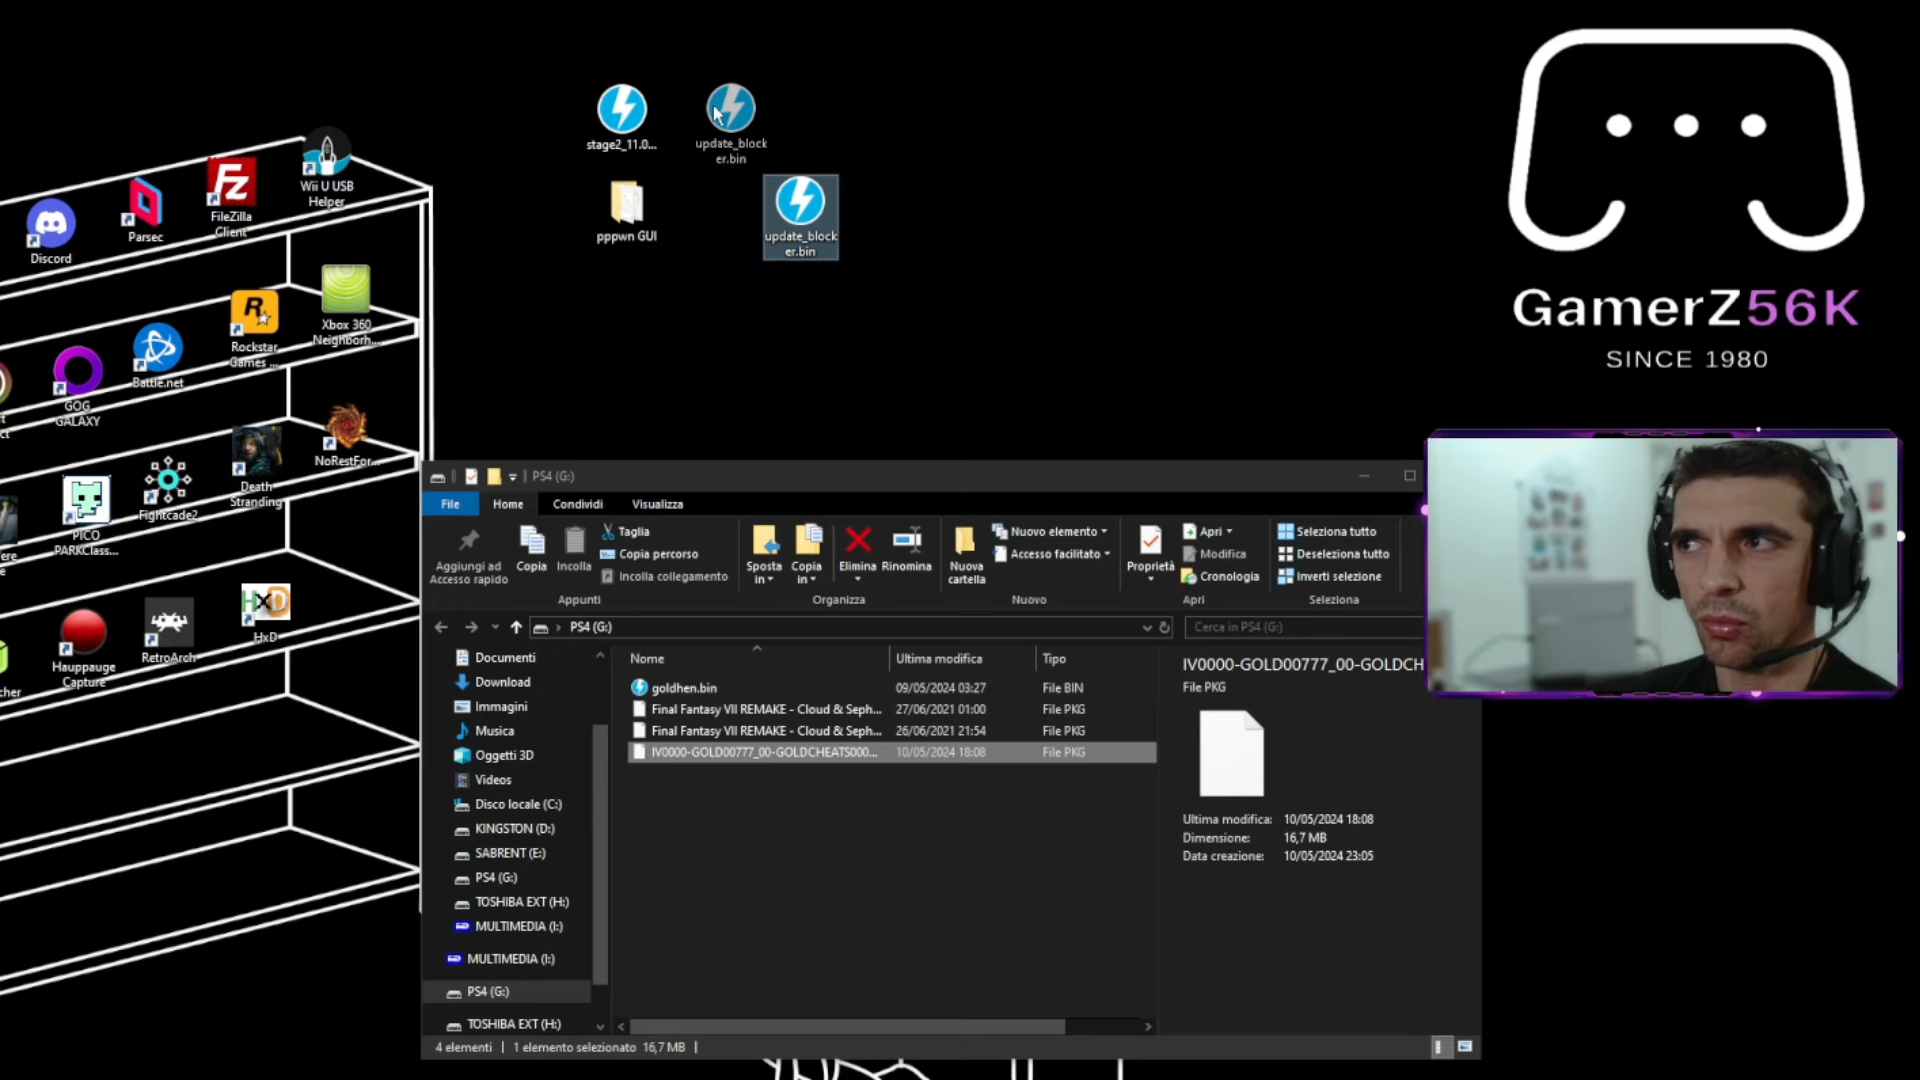 stage2_11.0...
update_block
er.bin
pppwn GUI
update_block
er.bin
Wii U USB
Helper
FileZilla
Client
Parsec
Discord
Xbox 360
Neighborh...
Rockstar
Games ...
Battle.net
GOG
GALAXY
NoRestFor...
Death
Stranding
Fightcade2
PICO
PARKClass...
HxD
HxD
RetroArch
Hauppauge
Capture
GamerZ56K
SINCE 1980
PS4 (G:)
File
Home
Condividi
Visualizza
Aggiungi ad
Accesso rapido
Copia
Incolla
Taglia
Copia percorso
Incolla collegamento
Appunti
Sposta
in
Copia
in
Elimina
Rinomina
Organizza
Nuova
cartella
Nuovo elemento
Accesso facilitato
Nuovo
Proprietà
Apri
Modifica
Cronologia
Apri
Seleziona tutto
Deseleziona tutto
Inverti selezione
Seleziona
PS4 (G:)
Cerca in PS4 (G:)
Documenti
Download
Immagini
Musica
Oggetti 3D
Videos
Disco locale (C:)
KINGSTON (D:)
SABRENT (E:)
PS4 (G:)
TOSHIBA EXT (H:)
MULTIMEDIA (I:)
MULTIMEDIA (I:)
PS4 (G:)
TOSHIBA EXT (H:)
Nome Ultima modifica Tipo
goldhen.bin 09/05/2024 03:27 File BIN
Final Fantasy VII REMAKE - Cloud & Seph... 27/06/2021 01:00 File PKG
Final Fantasy VII REMAKE - Cloud & Seph... 26/06/2021 21:54 File PKG
IV0000-GOLD00777_00-GOLDCHEATS000... 10/05/2024 18:08 File PKG
IV0000-GOLD00777_00-GOLDCH
File PKG
Ultima modifica: 10/05/2024 18:08
Dimensione: 16,7 MB
Data creazione: 10/05/2024 23:05
4 elementi 1 elemento selezionato 16,7 MB